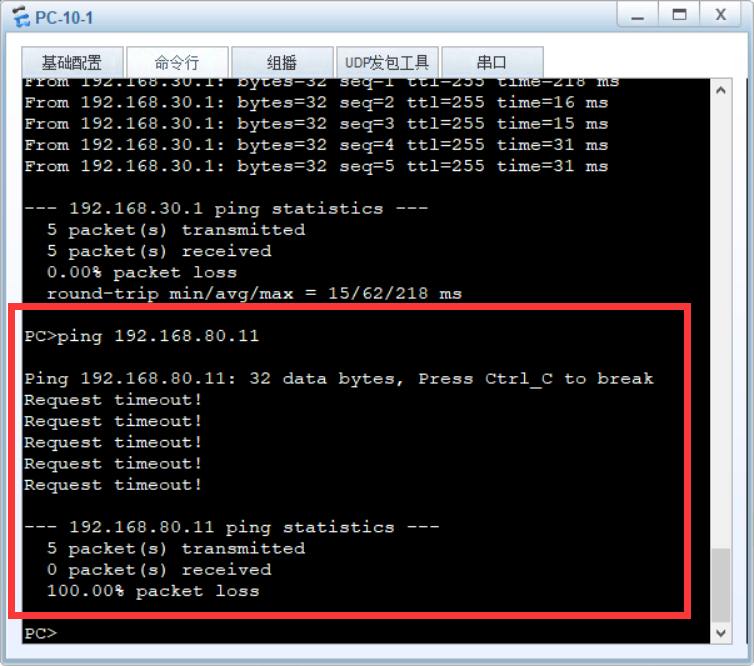 PC-10-1
基础配置 命令行 组播 UDP发包工具 串口
From 192.168.30.1: bytes=32 seq=1 ttl=255 time=218 ms
From 192.168.30.1: bytes=32 seq=2 ttl=255 time=16 ms
From 192.168.30.1: bytes=32 seq=3 ttl=255 time=15 ms
From 192.168.30.1: bytes=32 seq=4 ttl=255 time=31 ms
From 192.168.30.1: bytes=32 seq=5 ttl=255 time=31 ms
--- 192.168.30.1 ping statistics ---
5 packet(s) transmitted
5 packet(s) received
0.00% packet loss
round-trip min/avg/max = 15/62/218 ms
PC>ping 192.168.80.11
Ping 192.168.80.11: 32 data bytes, Press Ctrl_C to break
Request timeout!
Request timeout!
Request timeout!
Request timeout!
Request timeout!
--- 192.168.80.11 ping statistics ---
5 packet(s) transmitted
0 packet(s) received
100.00% packet loss
PC>